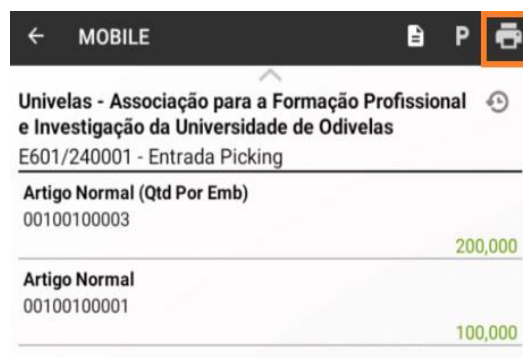 MOBILE
P
Univelas - Associação para a Formação Profissional
e Investigação da Universidade de Odivelas
E601/240001 - Entrada Picking
Artigo Normal (Qtd Por Emb)
00100100003
200,000
Artigo Normal
00100100001
100,000